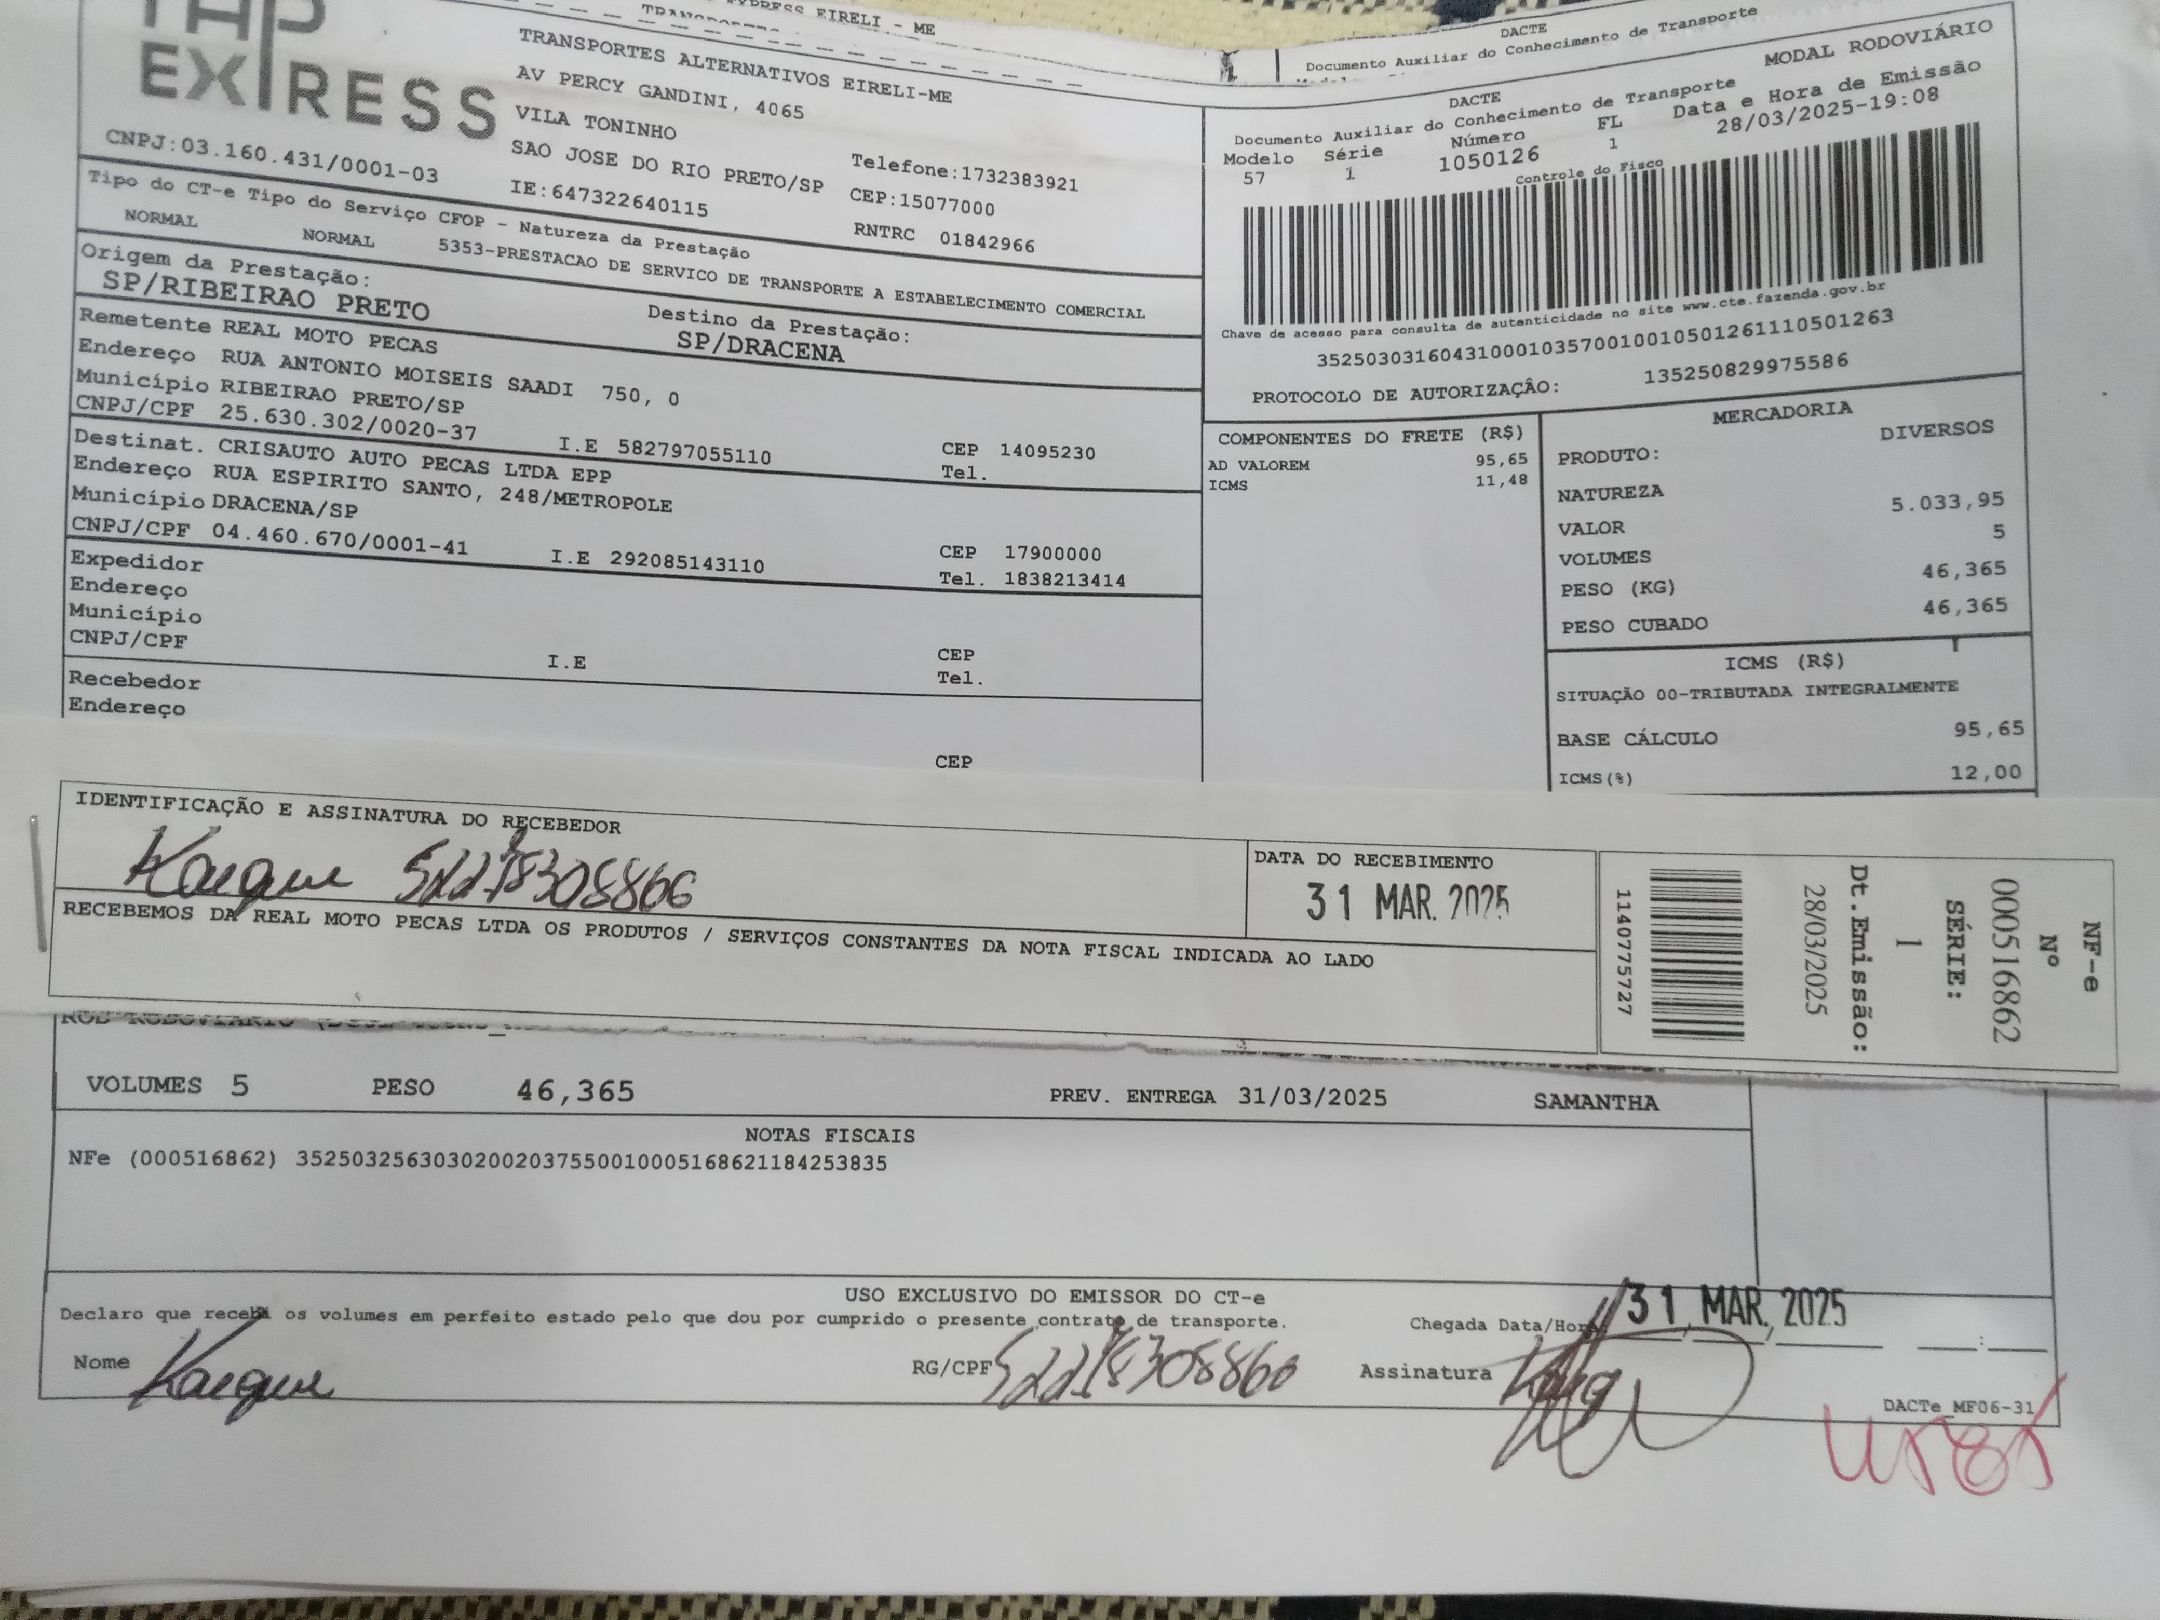 PRESS EIRELI - ME
DACTE
Documento Auxiliar do Conhecimento de Transporte
THP
EXPRESS
CNPJ:03.160.431/0001-03
TRANSPORTES ALTERNATIVOS EIRELI-ME
AV PERCY GANDINI, 4065
VILA TONINHO
SAO JOSE DO RIO PRETO/SP
IE:647322640115
Telefone:1732383921
CEP:15077000
RNTRC 01842966
DACTE
MODAL RODOVIÁRIO
Documento Auxiliar do Conhecimento de Transporte
Data e Hora de Emissão
Modelo Série Número FL
28/03/2025-19:08
57 1 1050126 1
Controle do Fisco
Chave de acesso para consulta de autenticidade no site www.cte.fazenda.gov.br
35250303160431000103570010010501261110501263
PROTOCOLO DE AUTORIZAÇÂO: 135250829975586
Tipo do CT-e Tipo do Serviço CFOP - Natureza da Prestação
NORMAL NORMAL 5353-PRESTACAO DE SERVICO DE TRANSPORTE A ESTABELECIMENTO COMERCIAL
Origem da Prestação:
SP/RIBEIRAO PRETO
Destino da Prestação:
SP/DRACENA
Remetente REAL MOTO PECAS
Endereço RUA ANTONIO MOISEIS SAADI 750, 0
Município RIBEIRAO PRETO/SP
CEP 14095230
CNPJ/CPF 25.630.302/0020-37 I.E 582797055110 Tel.
Destinat. CRISAUTO AUTO PECAS LTDA EPP
Endereço RUA ESPIRITO SANTO, 248/METROPOLE
Município DRACENA/SP
CEP 17900000
CNPJ/CPF 04.460.670/0001-41 I.E 292085143110 Tel. 1838213414
Expedidor
Endereço
Município
CEP
CNPJ/CPF I.E Tel.
Recebedor
Endereço
CEP
COMPONENTES DO FRETE (R$)
AD VALOREM 95,65
ICMS 11,48
MERCADORIA
PRODUTO: DIVERSOS
NATUREZA
VALOR 5.033,95
VOLUMES 5
PESO (KG) 46,365
PESO CUBADO 46,365
ICMS (R$)
SITUAÇÃO 00-TRIBUTADA INTEGRALMENTE
BASE CÁLCULO 95,65
ICMS(%) 12,00
IDENTIFICAÇÃO E ASSINATURA DO RECEBEDOR
Kaique
DATA DO RECEBIMENTO
31 MAR. 2025
RECEBEMOS DA REAL MOTO PECAS LTDA OS PRODUTOS / SERVIÇOS CONSTANTES DA NOTA FISCAL INDICADA AO LADO
NF-e
Nº
000516862
SÉRIE:
1
Dt.Emissão:
28/03/2025
1140775727
VOLUMES 5 PESO 46,365 PREV. ENTREGA 31/03/2025 SAMANTHA
NOTAS FISCAIS
NFe (000516862) 35250325630302002037550010005168621184253835
USO EXCLUSIVO DO EMISSOR DO CT-e
Declaro que recebi os volumes em perfeito estado pelo que dou por cumprido o presente contrato de transporte.
Chegada Data/Hora 31 MAR. 2025
Nome Kaique RG/CPF Assinatura
DACTe_MF06-31